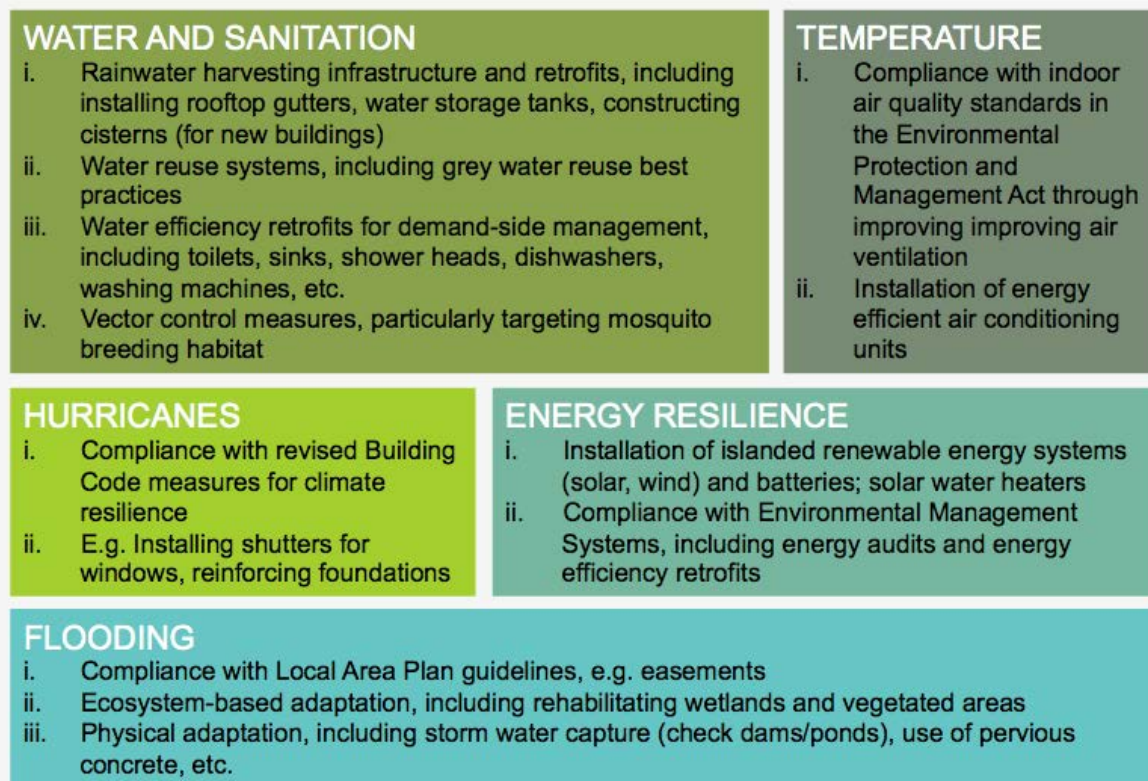 WATER AND SANITATION
i. Rainwater harvesting infrastructure and retrofits, including
installing rooftop gutters, water storage tanks, constructing
cisterns (for new buildings)
ii. Water reuse systems, including grey water reuse best
practices
iii. Water efficiency retrofits for demand-side management,
including toilets, sinks, shower heads, dishwashers,
washing machines, etc.
iv. Vector control measures, particularly targeting mosquito
breeding habitat
TEMPERATURE
i. Compliance with indoor
air quality standards in
the Environmental
Protection and
Management Act through
improving improving air
ventilation
ii. Installation of energy
efficient air conditioning
units
HURRICANES
i. Compliance with revised Building
Code measures for climate
resilience
ii. E.g. Installing shutters for
windows, reinforcing foundations
ENERGY RESILIENCE
i. Installation of islanded renewable energy systems
(solar, wind) and batteries; solar water heaters
ii. Compliance with Environmental Management
Systems, including energy audits and energy
efficiency retrofits
FLOODING
i. Compliance with Local Area Plan guidelines, e.g. easements
ii. Ecosystem-based adaptation, including rehabilitating wetlands and vegetated areas
iii. Physical adaptation, including storm water capture (check dams/ponds), use of pervious
concrete, etc.